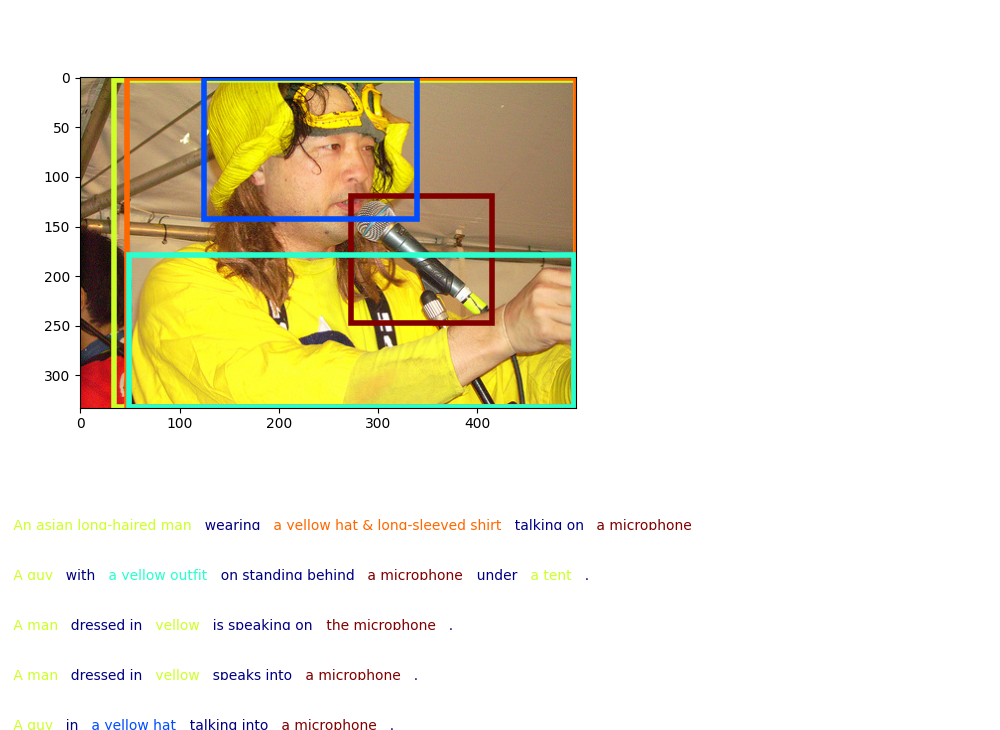 0
50
100
150
200
250
300
0 100 200 300 400
An asian long-haired man wearing a yellow hat & long-sleeved shirt talking on a microphone
A guy with a yellow outfit on standing behind a microphone under a tent .
A man dressed in yellow is speaking on the microphone .
A man dressed in yellow speaks into a microphone .
A guy in a yellow hat talking into a microphone .